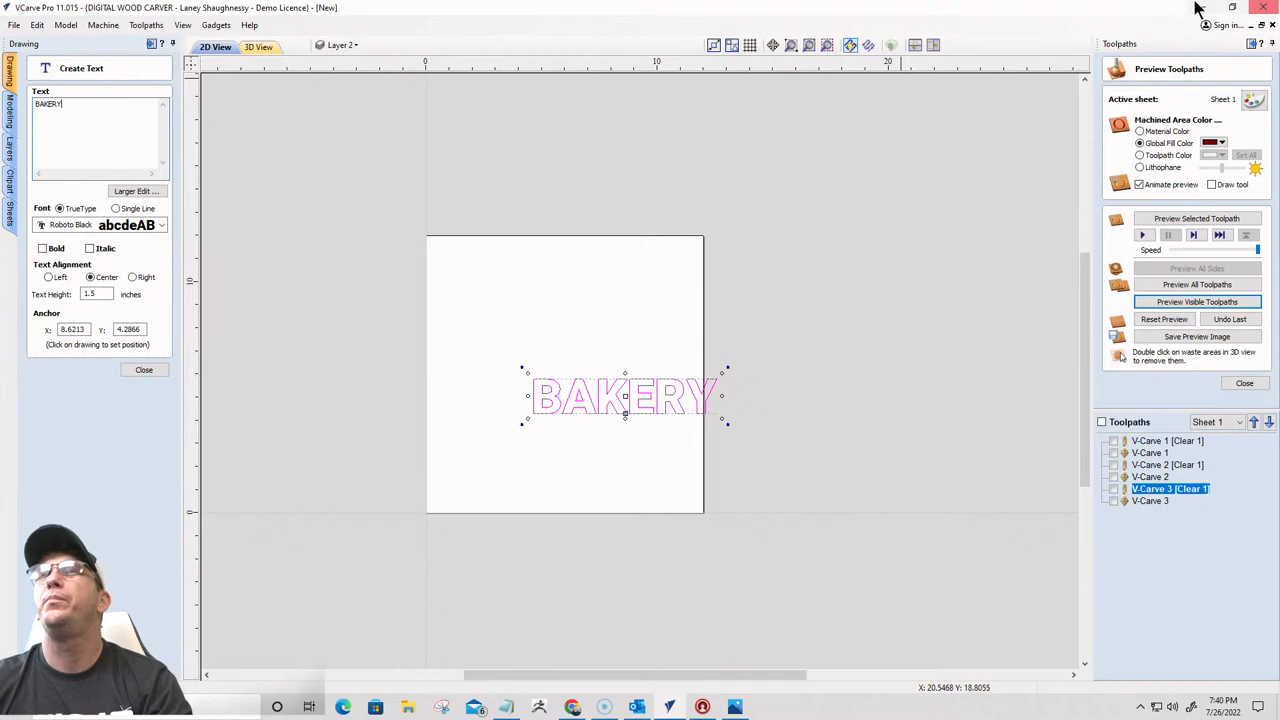 VCarve Pro 11.015 - {DIGITAL WOOD CARVER - Laney Shaughnessy - Demo Licence} - [New]
File Edit Model Machine Toolpaths View Gadgets Help
Sign in...
Drawing
2D View 3D View
Layer 2
Toolpaths
Drawing
Modeling
Layers
Clipart
Sheets
Create Text
Text
BAKERY
Larger Edit ...
Font TrueType Single Line
Roboto Black abcdeAB
Bold Italic
Text Alignment
Left Center Right
Text Height: 1.5 inches
Anchor
X: 8.6213 Y: 4.2866
(Click on drawing to set position)
Close
0 10 20
10
0
BAKERY
Preview Toolpaths
Active sheet: Sheet 1
Machined Area Color ....
Material Color
Global Fill Color
Toolpath Color Set All
Lithophane
Animate preview Draw tool
Preview Selected Toolpath
Speed
Preview All Sides
Preview All Toolpaths
Preview Visible Toolpaths
Reset Preview Undo Last
Save Preview Image
Double click on waste areas in 3D view
to remove them.
Close
Toolpaths Sheet 1
V-Carve 1 [Clear 1]
V-Carve 1
V-Carve 2 [Clear 1]
V-Carve 2
V-Carve 3 [Clear 1]
V-Carve 3
X: 20.5468 Y: 18.8055
6
7:40 PM
7/26/2022